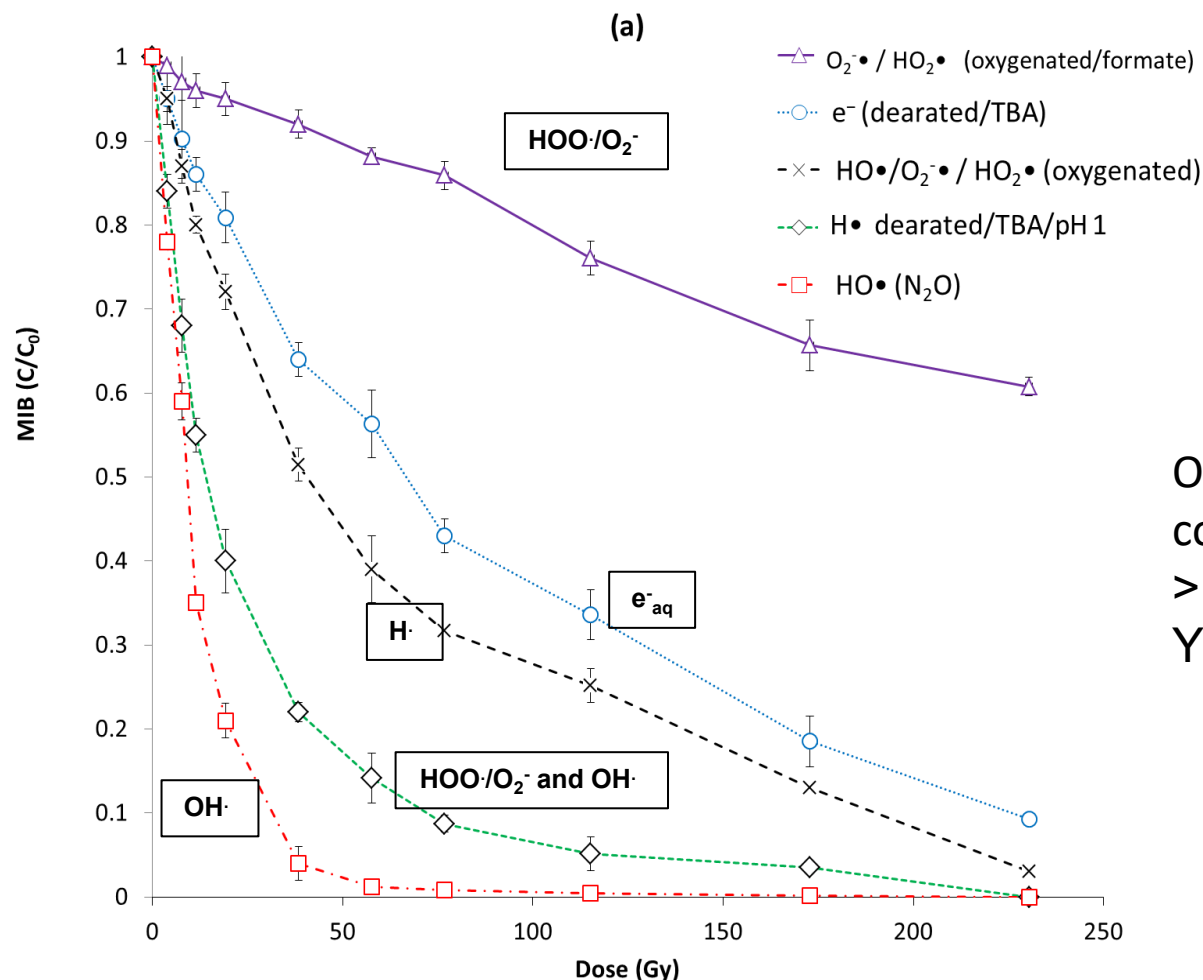 (a)
O₂⁻• / HO₂• (oxygenated/formate)
e⁻ (dearated/TBA)
HO•/O₂⁻• / HO₂• (oxygenated)
H• dearated/TBA/pH 1
HO• (N₂O)
HOO·/O₂⁻
e⁻aq
H·
HOO·/O₂⁻ and OH·
OH·
MIB (C/C₀)
1
0.9
0.8
0.7
0.6
0.5
0.4
0.3
0.2
0.1
0
0 50 100 150 200 250
Dose (Gy)
O
>
Y